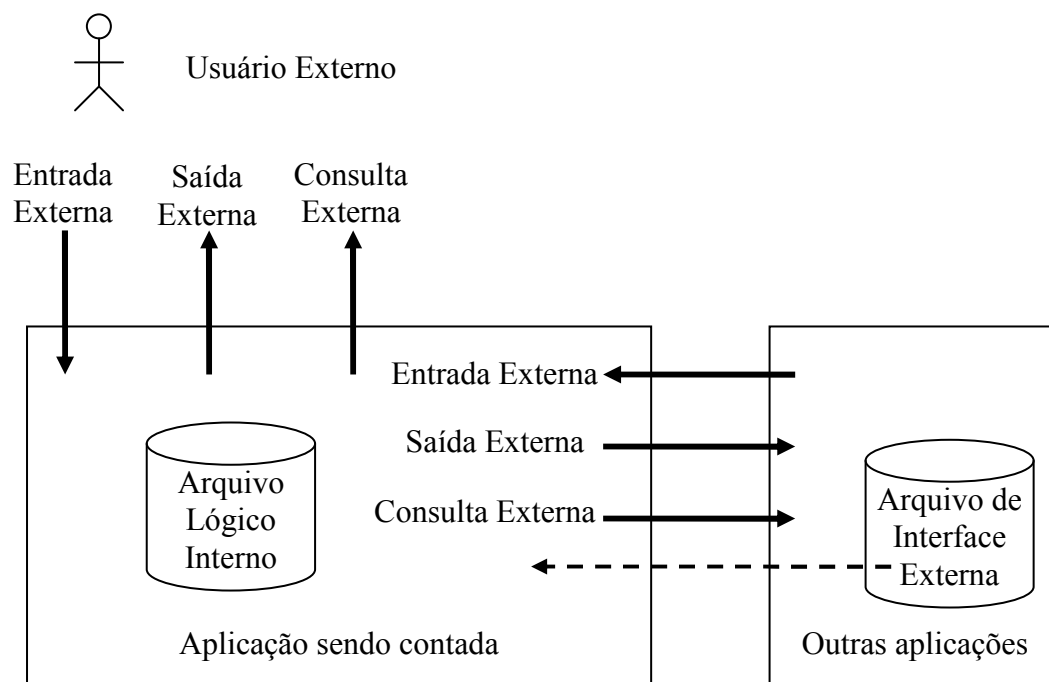 Usuário Externo
Entrada
Externa
Saída
Externa
Consulta
Externa
Entrada Externa
Saída Externa
Consulta Externa
Arquivo
Lógico
Interno
Arquivo de
Interface
Externa
Aplicação sendo contada
Outras aplicações